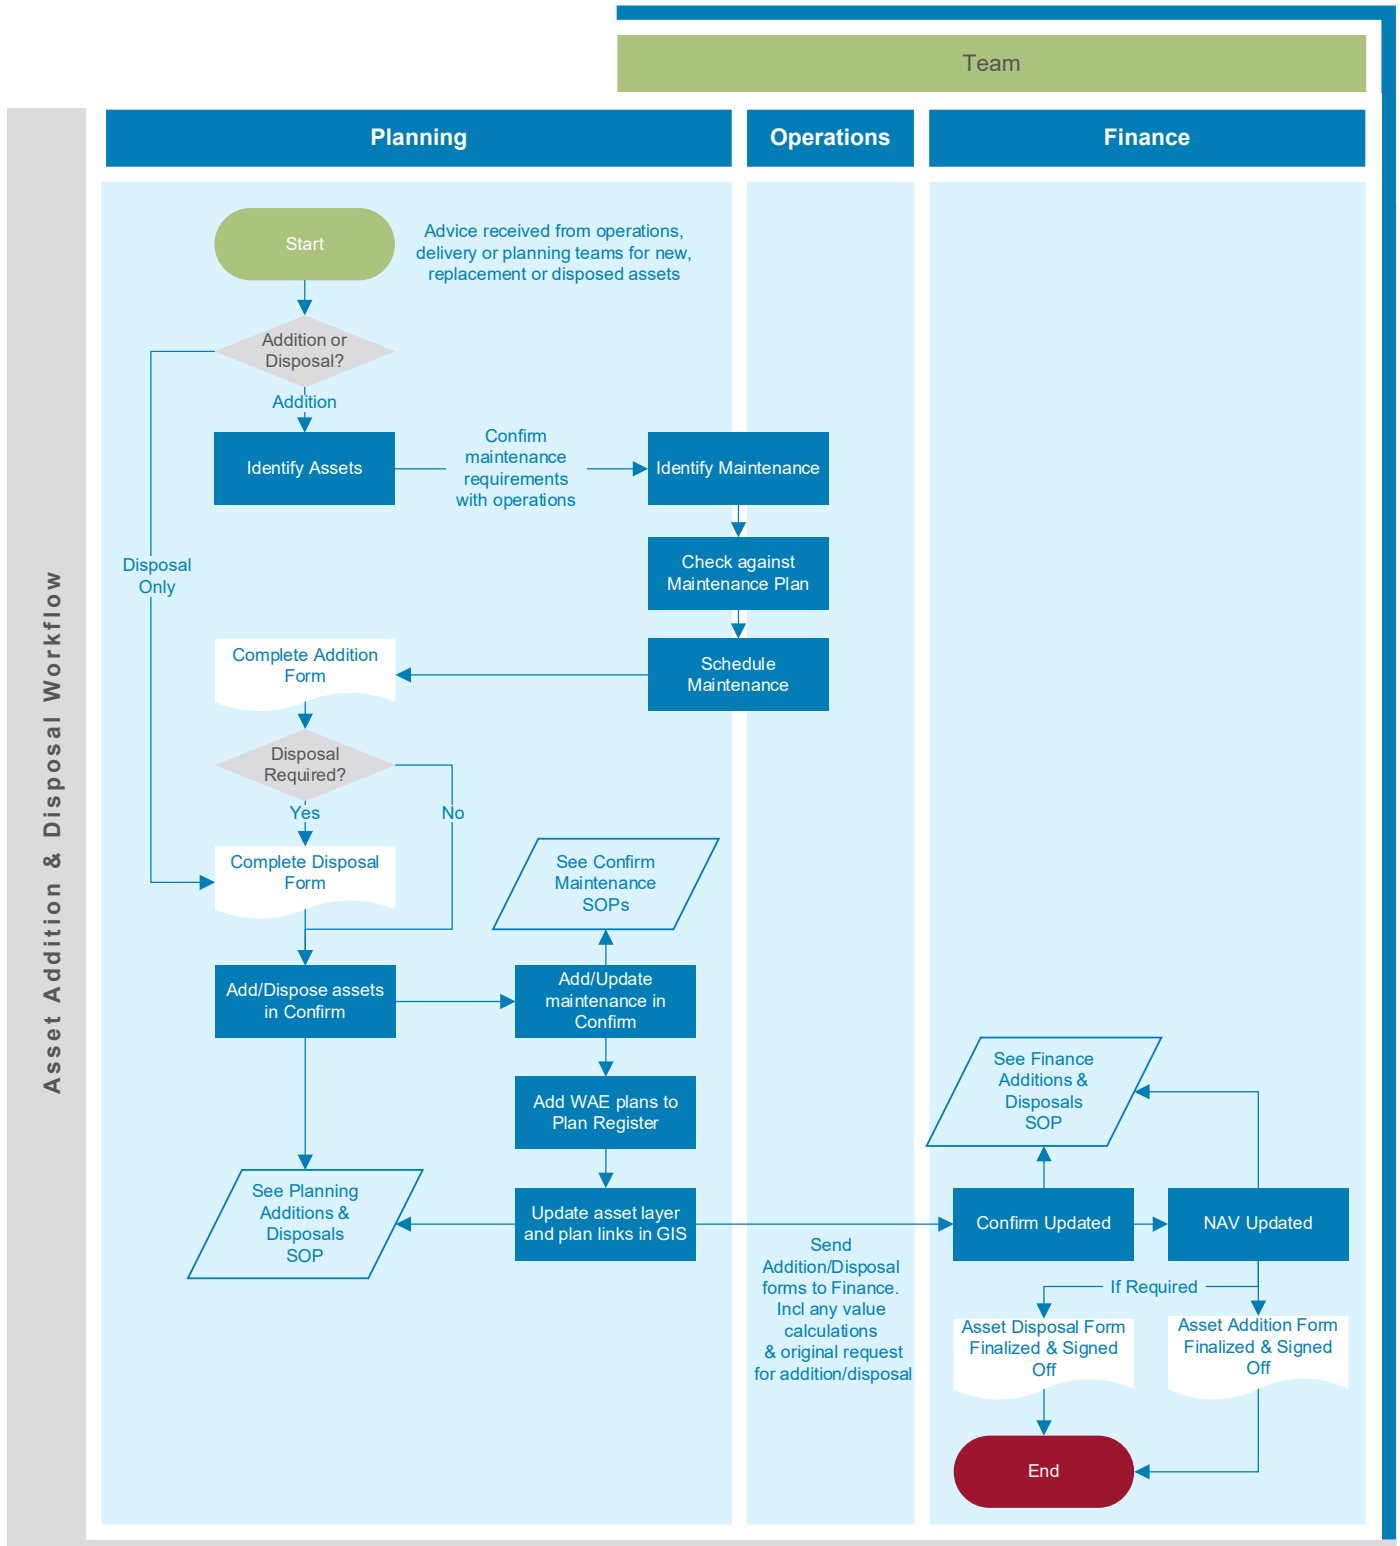 Team
Planning
Operations
Finance
Asset Addition & Disposal Workflow
Start
Advice received from operations,
delivery or planning teams for new,
replacement or disposed assets
Addition or
Disposal?
Addition
Identify Assets
Confirm
maintenance
requirements
with operations
Identify Maintenance
Check against
Maintenance Plan
Disposal
Only
Schedule
Maintenance
Complete Addition
Form
Disposal
Required?
Yes
No
Complete Disposal
Form
See Confirm
Maintenance
SOPs
Add/Dispose assets
in Confirm
Add/Update
maintenance in
Confirm
Add WAE plans to
Plan Register
See Planning
Additions &
Disposals
SOP
Update asset layer
and plan links in GIS
Send
Addition/Disposal
forms to Finance.
Incl any value
calculations
& original request
for addition/disposal
See Finance
Additions &
Disposals
SOP
Confirm Updated
NAV Updated
If Required
Asset Disposal Form
Finalized & Signed
Off
Asset Addition Form
Finalized & Signed
Off
End